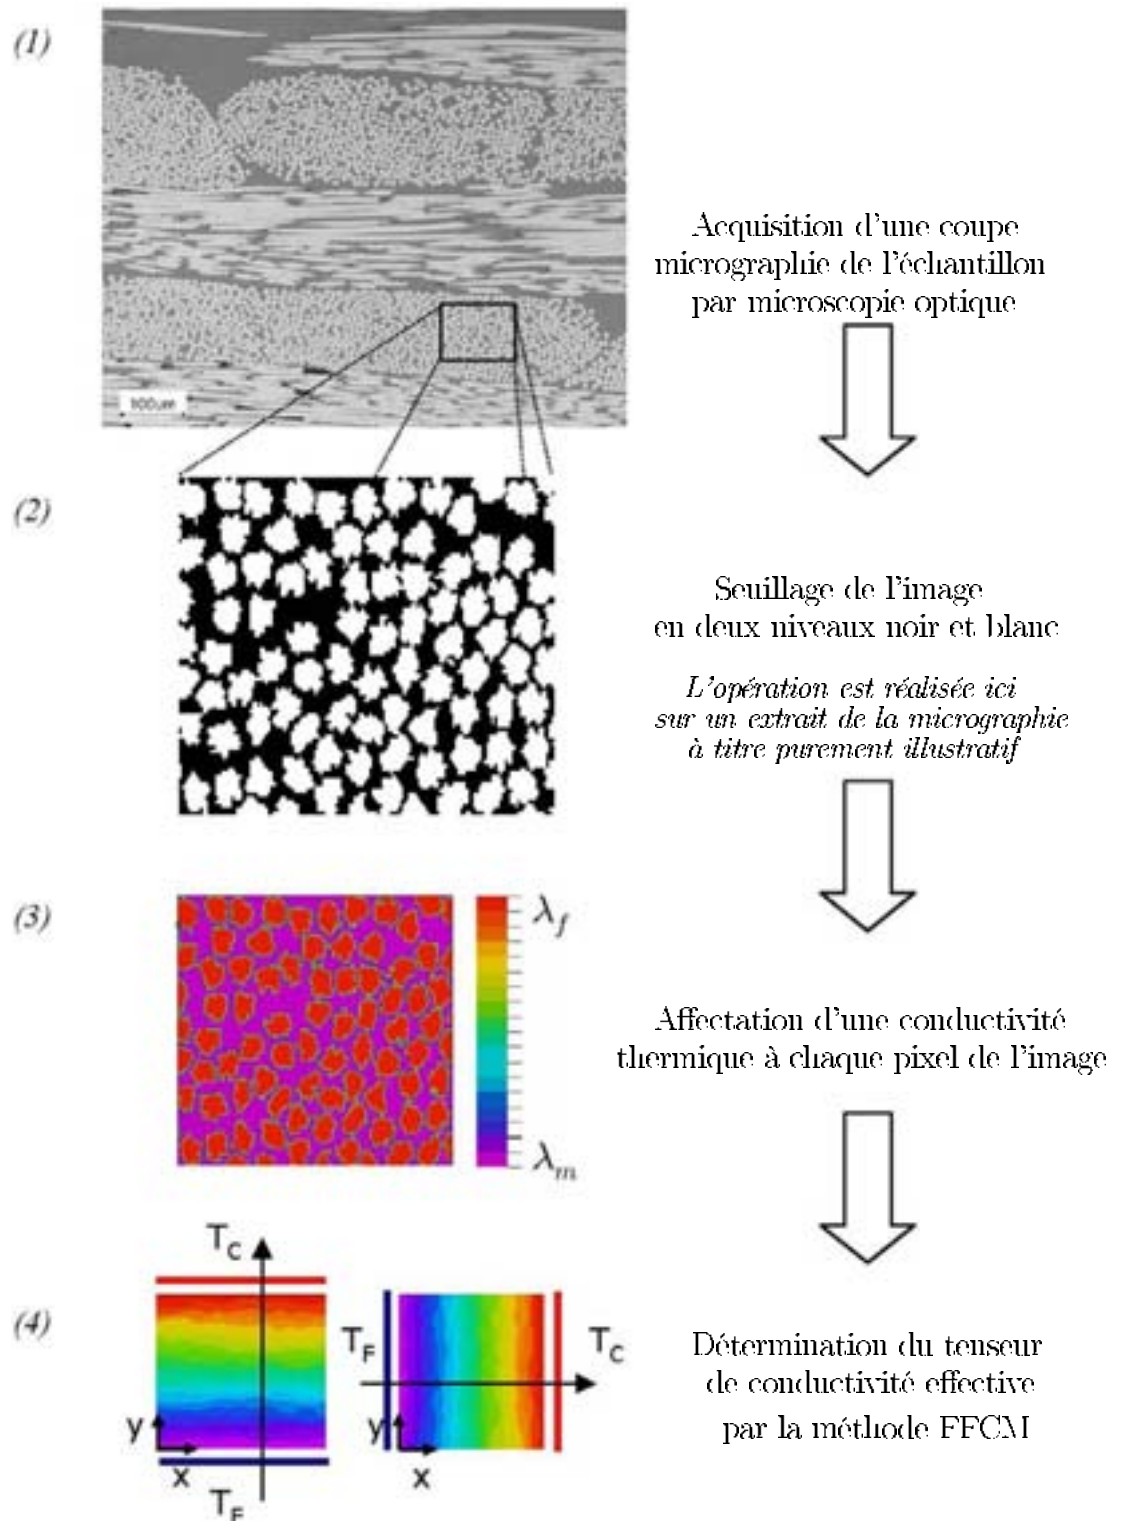 (1)
Acquisition d'une coupe
micrographie de l'échantillon
par microscopie optique
100µm
(2)
Seuillage de l'image
en deux niveaux noir et blanc
L'opération est réalisée ici
sur un extrait de la micrographie
à titre purement illustratif
(3)
λf
λm
Affectation d'une conductivité
thermique à chaque pixel de l'image
(4)
TC
TF
y
x
TF
TC
y
x
Détermination du tenseur
de conductivité effective
par la méthode FFCM